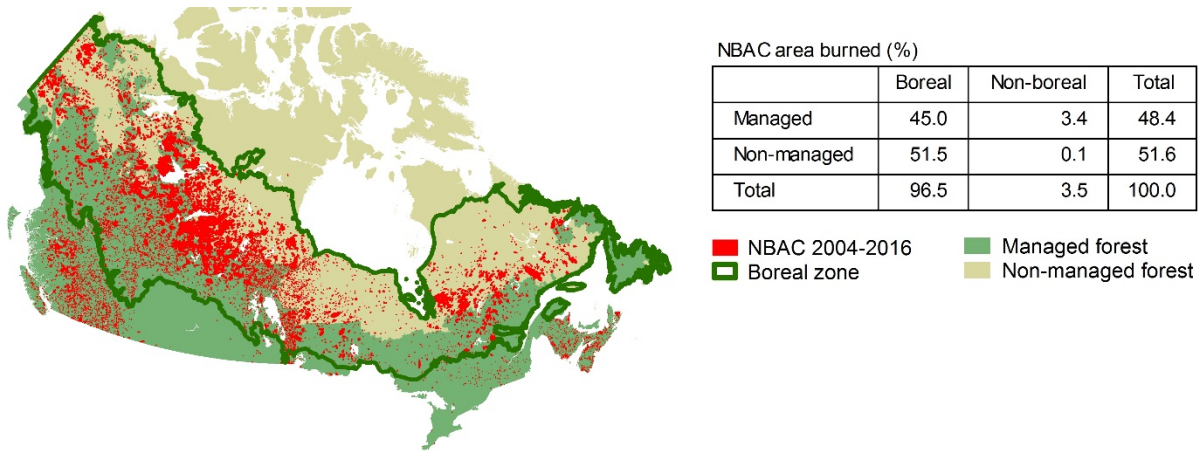 NBAC area burned (%)
Boreal Non-boreal Total
Managed 45.0 3.4 48.4
Non-managed 51.5 0.1 51.6
Total 96.5 3.5 100.0
NBAC 2004-2016 Managed forest
Boreal zone Non-managed forest